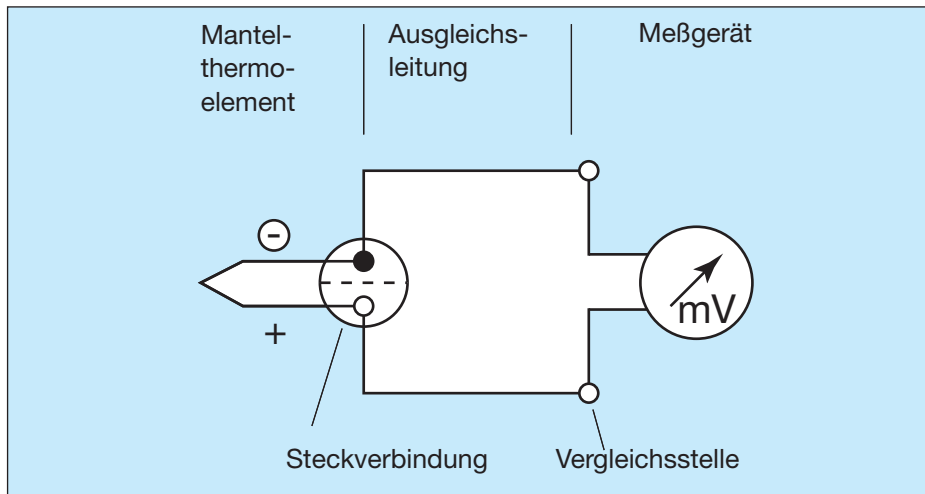 Mantel-
thermo-
element
Ausgleichs-
leitung
Meßgerät
-
+
mV
Steckverbindung
Vergleichsstelle